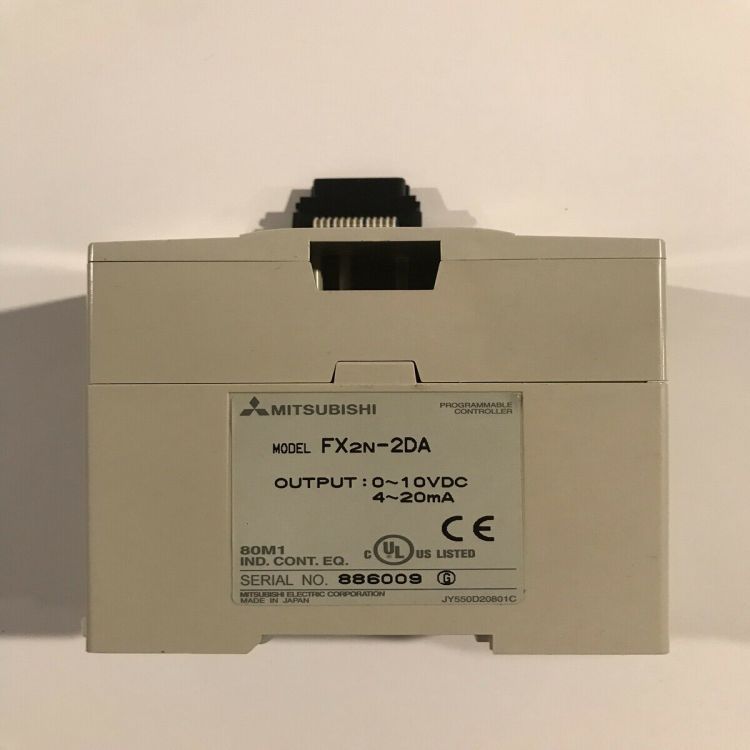 MITSUBISHI
PROGRAMMABLE
CONTROLLER
MODEL FX2N-2DA
OUTPUT : 0~10VDC
4~20mA
CE
80M1
IND. CONT. EQ.
C UL US LISTED
SERIAL NO. 886009 G
MITSUBISHI ELECTRIC CORPORATION
MADE IN JAPAN
JY550D20801C